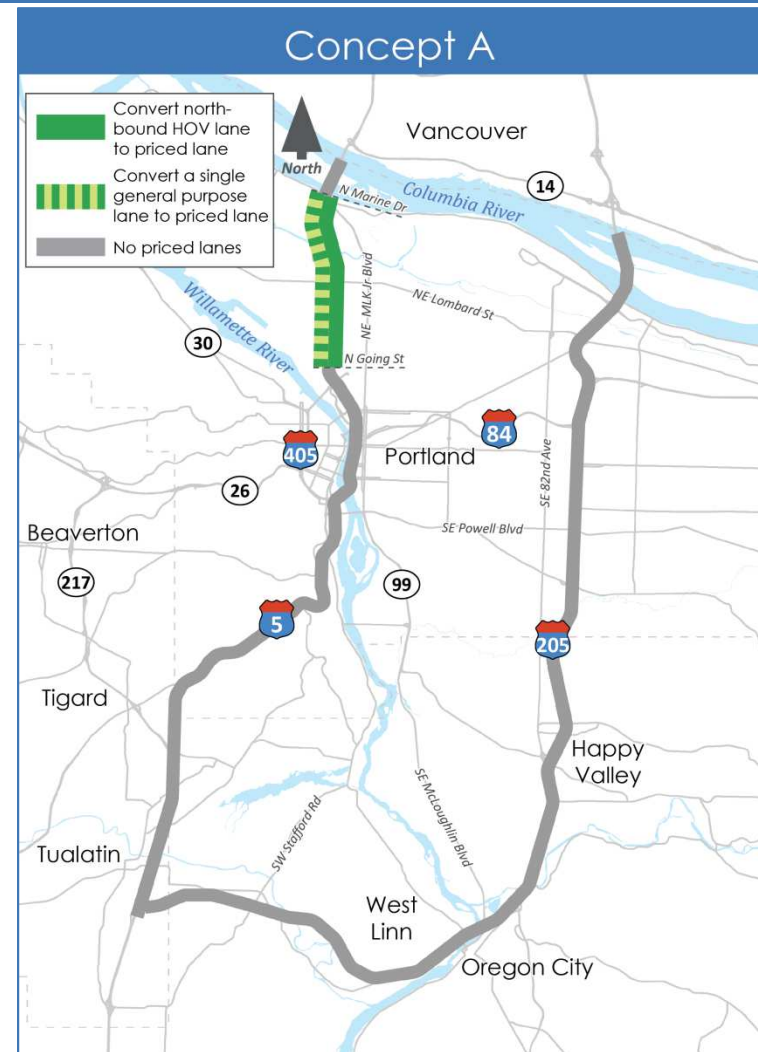 Concept A
Convert north-
bound HOV lane
to priced lane
Convert a single
general purpose
lane to priced lane
No priced lanes
North
Vancouver
14
Columbia River
N Marine Dr
NE MLK Jr Blvd
NE Lombard St
Willamette River
30
N Going St
405
84
Portland
26
SE 82nd Ave
SE Powell Blvd
Beaverton
217
99
5
205
Tigard
Happy
Valley
SE McLoughlin Blvd
SW Stafford Rd
Tualatin
West
Linn
Oregon City